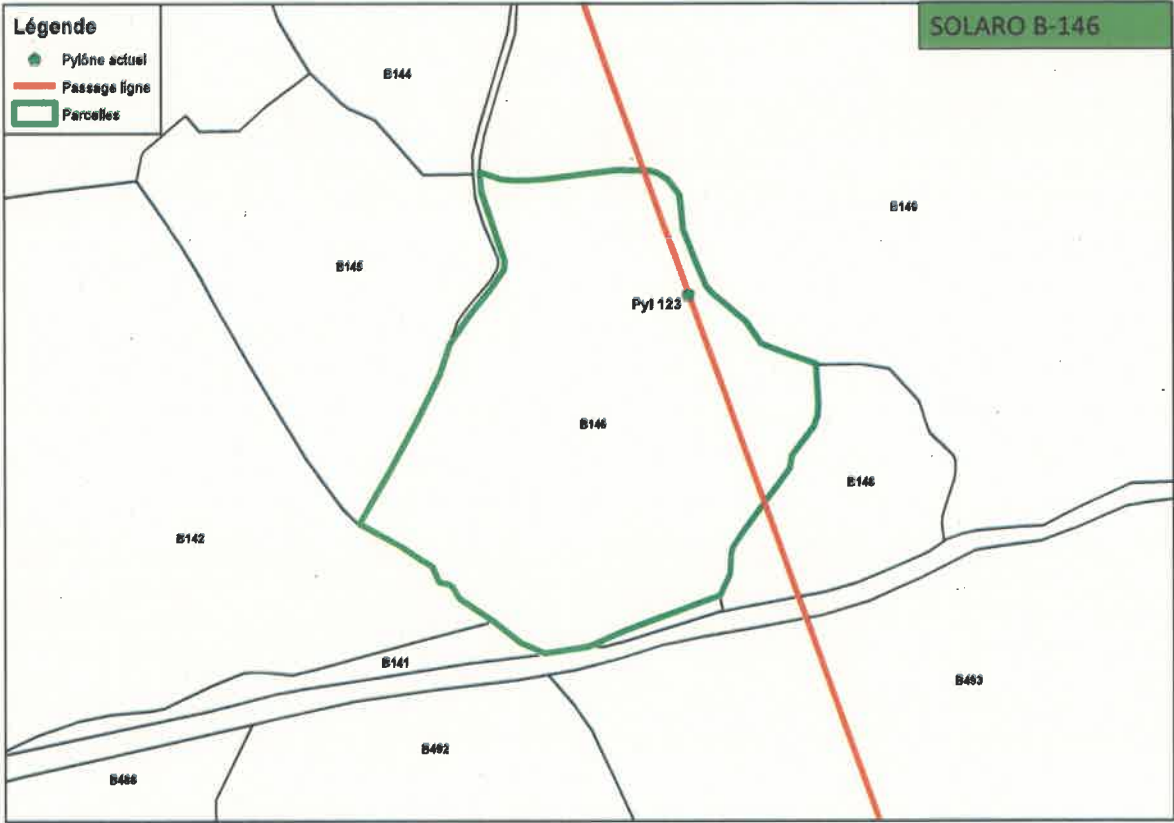 Légende
Pylône actuel
Passage ligne
Parcelles
SOLARO B-146
B144
B149
B145
Pyl 123
B146
B148
B142
B141
B493
B492
B488